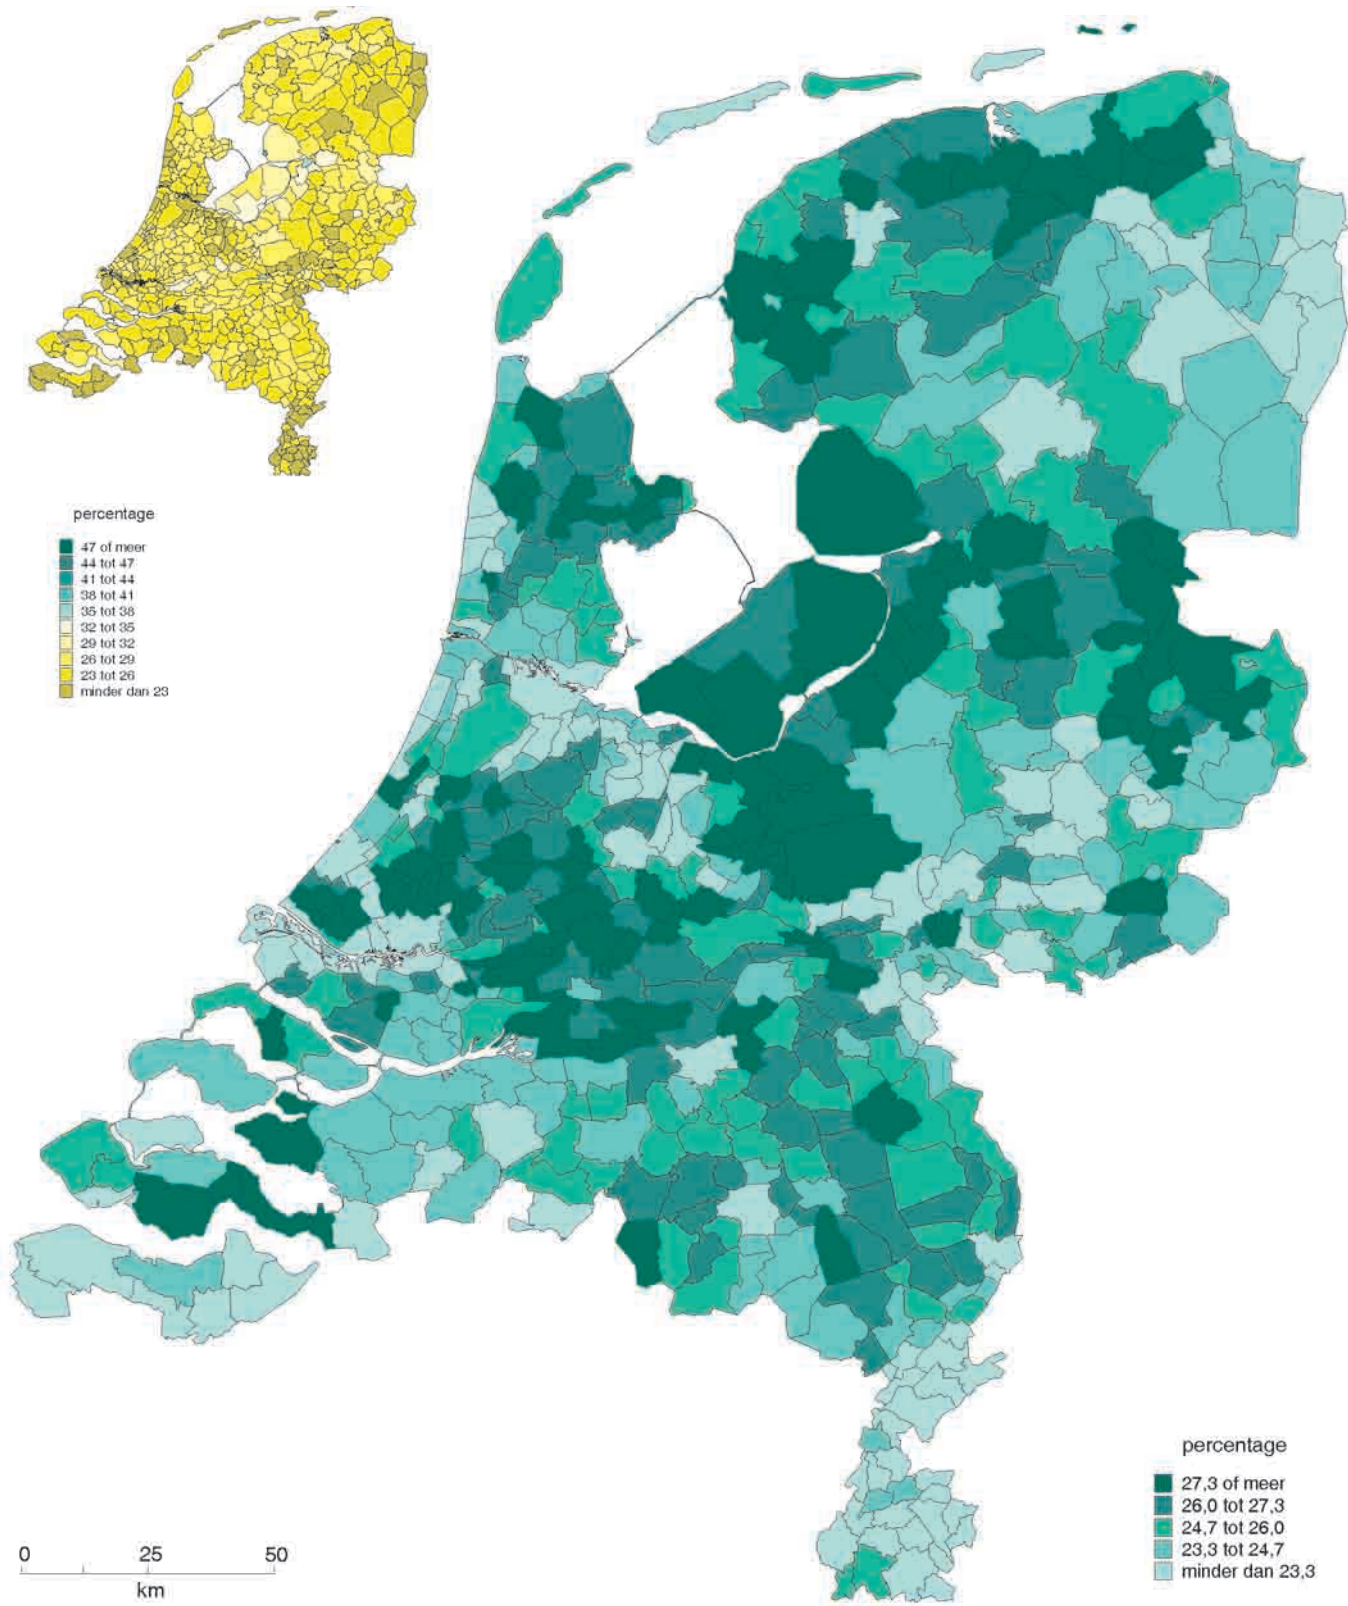 percentage
47 of meer
44 tot 47
41 tot 44
38 tot 41
35 tot 38
32 tot 35
29 tot 32
26 tot 29
23 tot 26
minder dan 23
percentage
27,3 of meer
26,0 tot 27,3
24,7 tot 26,0
23,3 tot 24,7
minder dan 23,3
0 25 50
km